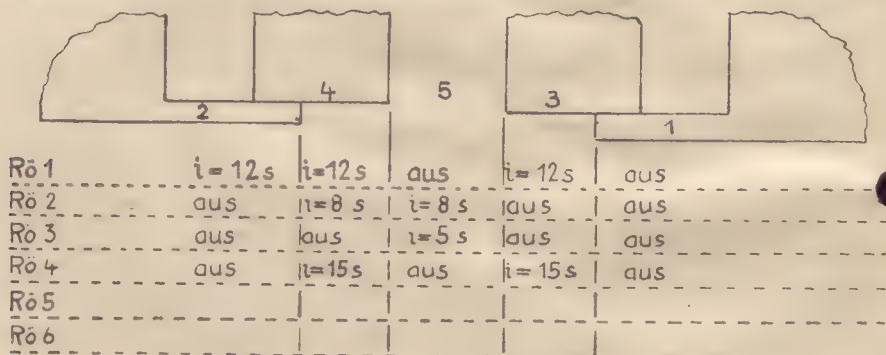 4 5 3
2 1
Rö 1 i = 12 s i = 12 s aus i = 12 s aus
Rö 2 aus i = 8 s i = 8 s aus aus
Rö 3 aus aus i = 5 s aus aus
Rö 4 aus i = 15 s aus i = 15 s aus
Rö 5
Rö 6